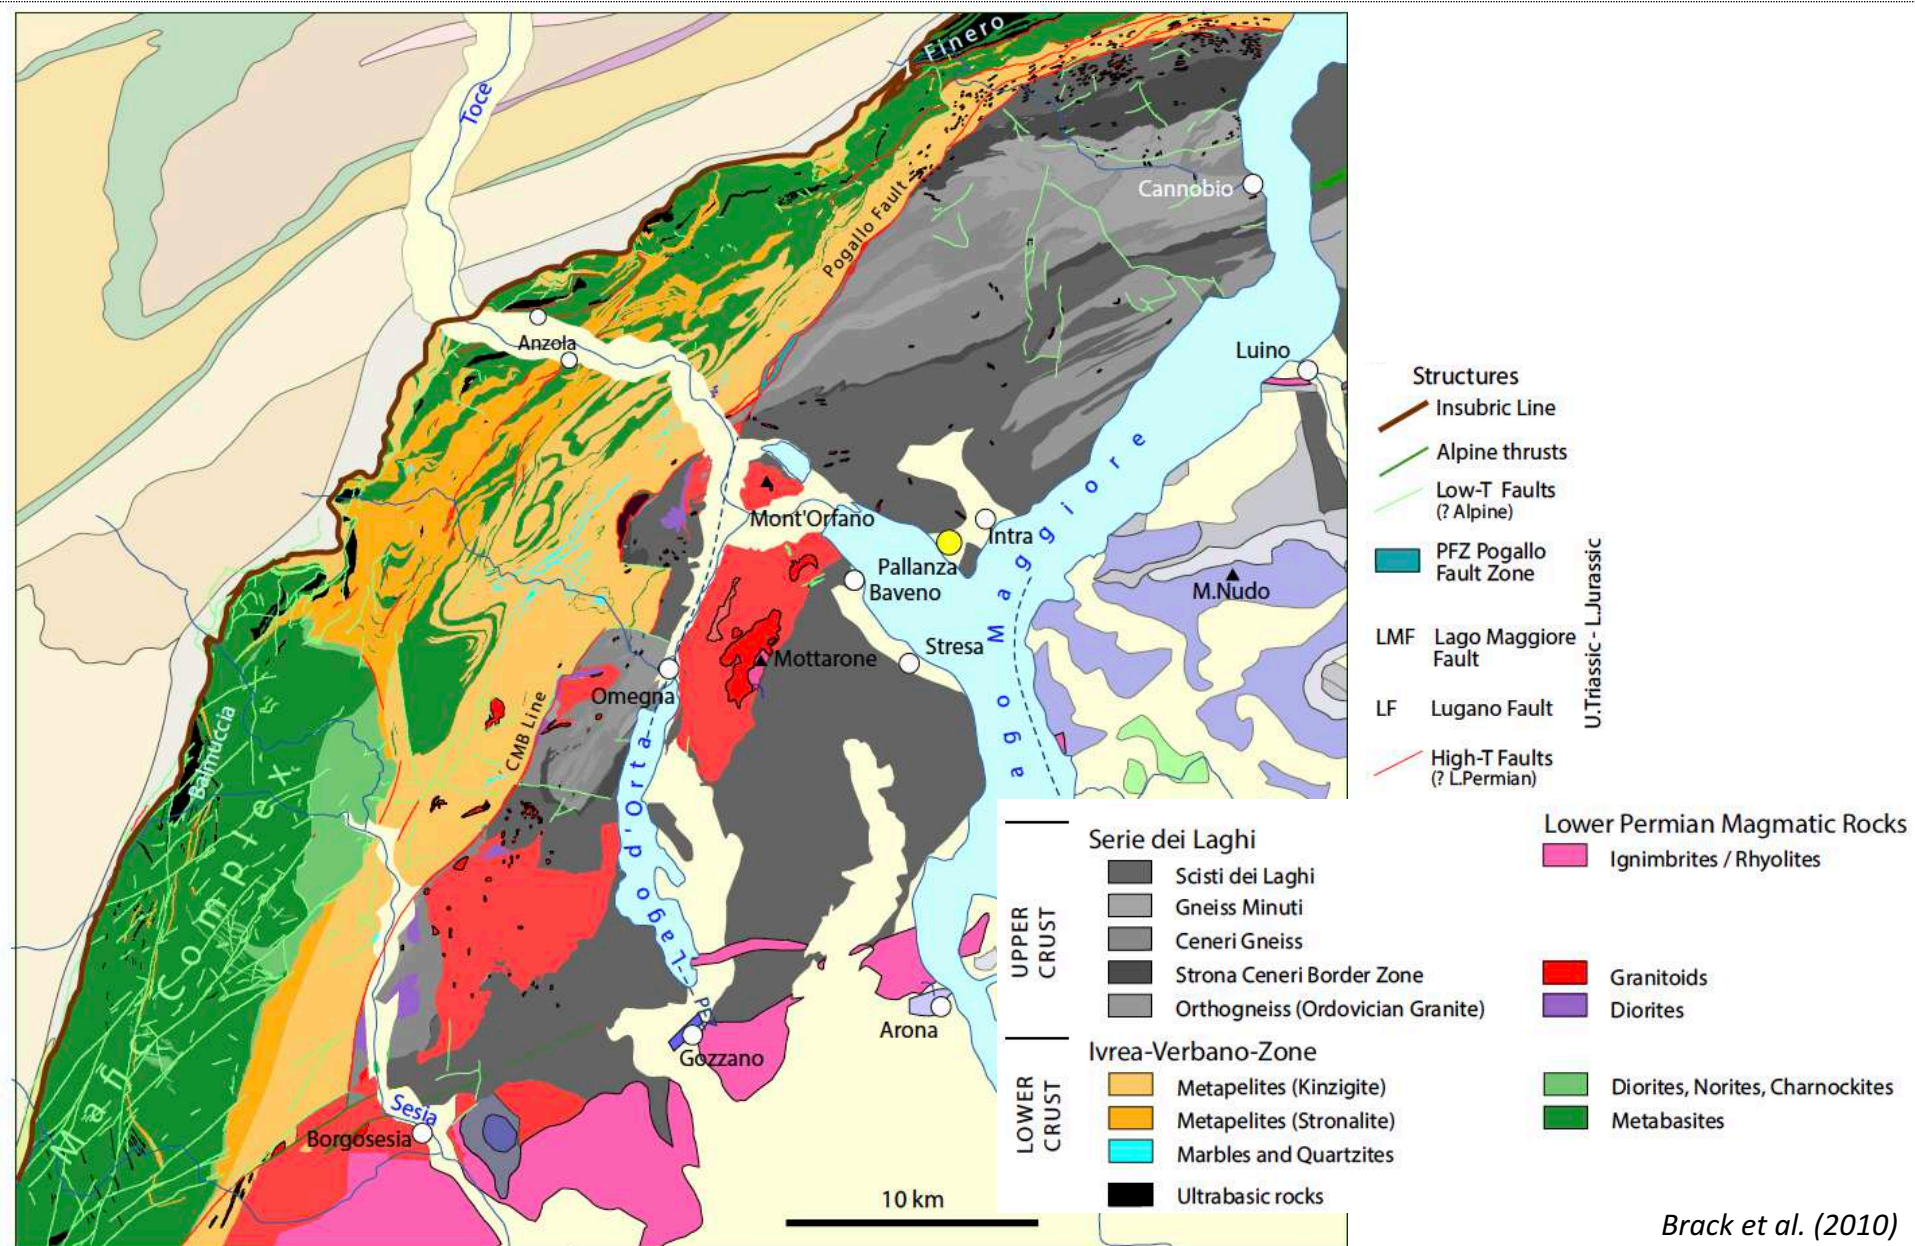 Finero
Toce
Cannobio
Pogallo Fault
Anzola
Luino
Mont'Orfano
Intra
Pallanza
Baveno
M.Nudo
Stresa
Mottarone
Omegna
CMB Line
Balmuccia
Mafic Complex
Lago d'Orta
Lago Maggiore
Arona
Gozzano
Sesia
Borgosesia
10 km
Structures
Insubric Line
Alpine thrusts
Low-T Faults
(? Alpine)
PFZ Pogallo
Fault Zone
LMF Lago Maggiore
Fault
LF Lugano Fault
U.Triassic - L.Jurassic
High-T Faults
(? L.Permian)
Serie dei Laghi
UPPER
CRUST
Scisti dei Laghi
Gneiss Minuti
Ceneri Gneiss
Strona Ceneri Border Zone
Orthogneiss (Ordovician Granite)
Ivrea-Verbano-Zone
LOWER
CRUST
Metapelites (Kinzigite)
Metapelites (Stronalite)
Marbles and Quartzites
Ultrabasic rocks
Lower Permian Magmatic Rocks
Ignimbrites / Rhyolites
Granitoids
Diorites
Diorites, Norites, Charnockites
Metabasites
Brack et al. (2010)